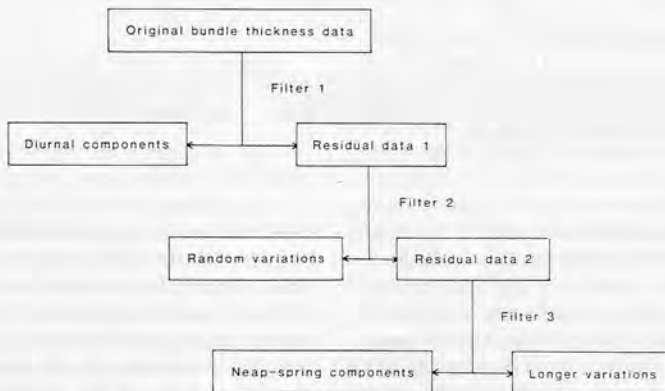 Original bundle thickness data
Filter 1
Diurnal components
Residual data 1
Filter 2
Random variations
Residual data 2
Filter 3
Neap-spring components
Longer variations